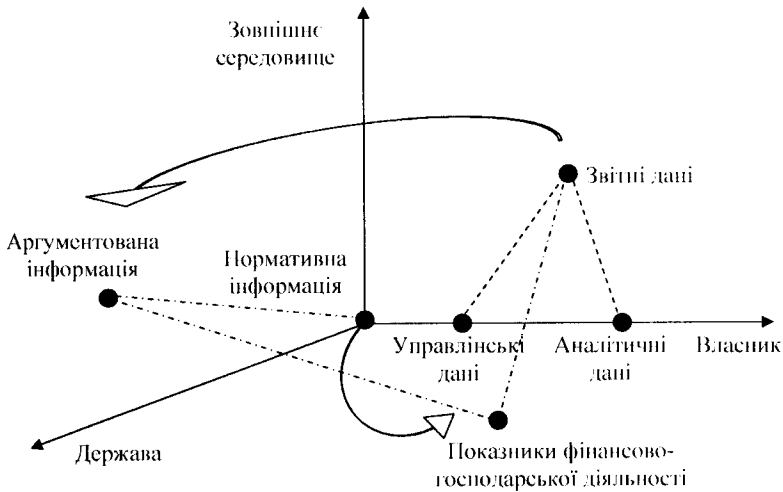 Зовнішнє
середовище
Звітні дані
Аргументована
інформація
Нормативна
інформація
Управлінські
дані
Аналітичні
дані
Власник
Держава
Показники фінансово-
господарської діяльності